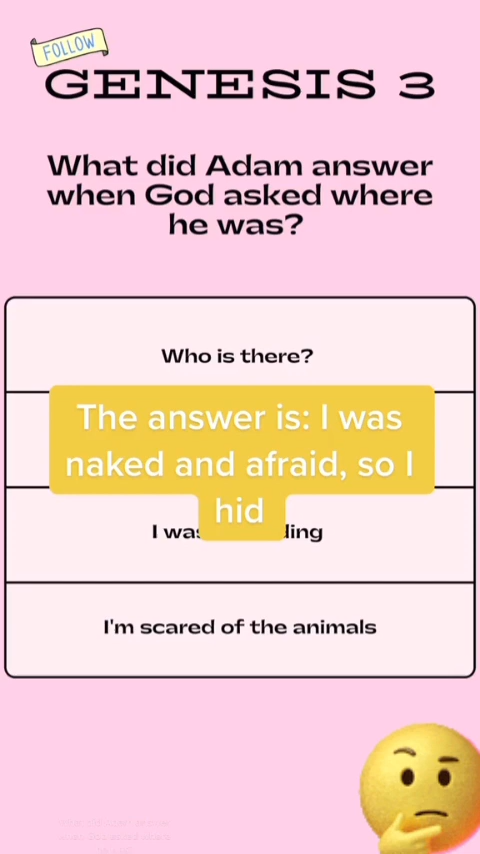 FOLLOW
GENESIS 3
What did Adam answer
when God asked where
he was?
Who is there?
The answer is: I was
naked and afraid, so I
hid
I was ding
I'm scared of the animals